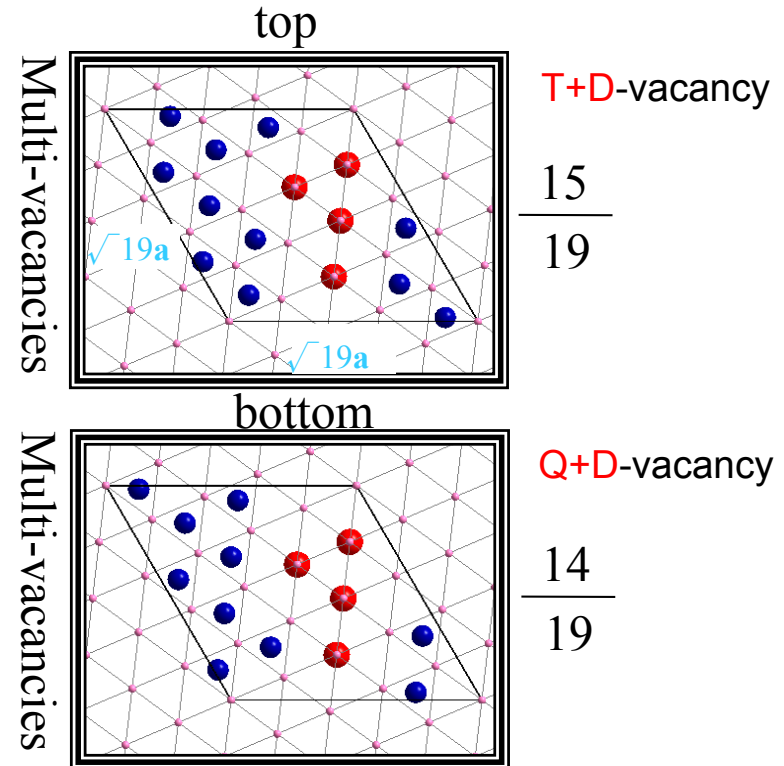 top
Multi-vacancies
T+D-vacancy
15
19
√19a
√19a
bottom
Multi-vacancies
Q+D-vacancy
14
19